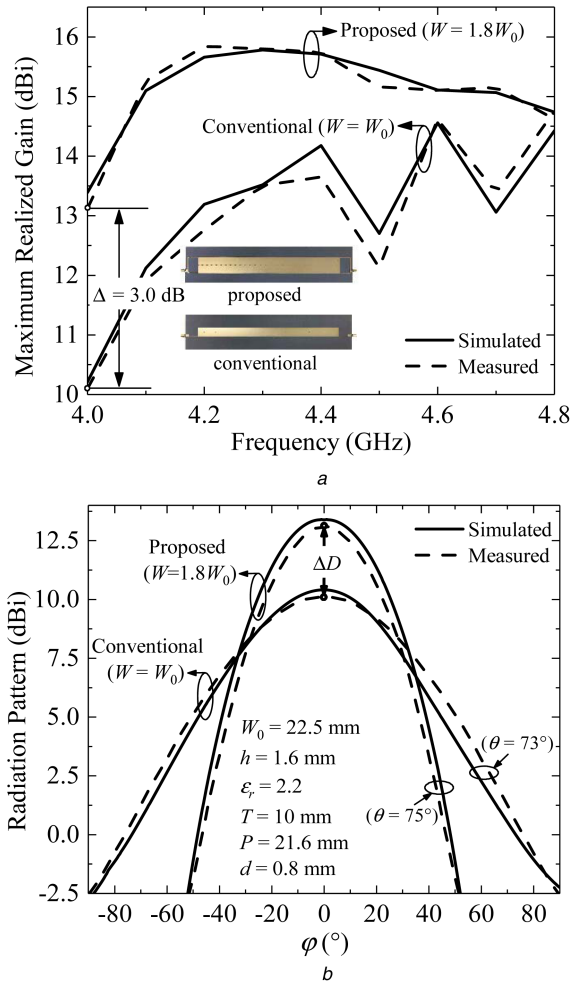 16
15
14
13
12
11
10
Maximum Realized Gain (dBi)
Proposed (W = 1.8W₀)
Conventional (W = W₀)
Δ = 3.0 dB
proposed
conventional
Simulated
Measured
4.0 4.2 4.4 4.6 4.8
Frequency (GHz)
a
12.5
10.0
7.5
5.0
2.5
0.0
-2.5
Radiation Pattern (dBi)
Simulated
Measured
Proposed
(W=1.8W₀)
ΔD
Conventional
(W = W₀)
W₀ = 22.5 mm
h = 1.6 mm
εᵣ = 2.2
T = 10 mm
P = 21.6 mm
d = 0.8 mm
(θ = 73°)
(θ = 75°)
-80 -60 -40 -20 0 20 40 60 80
φ (°)
b